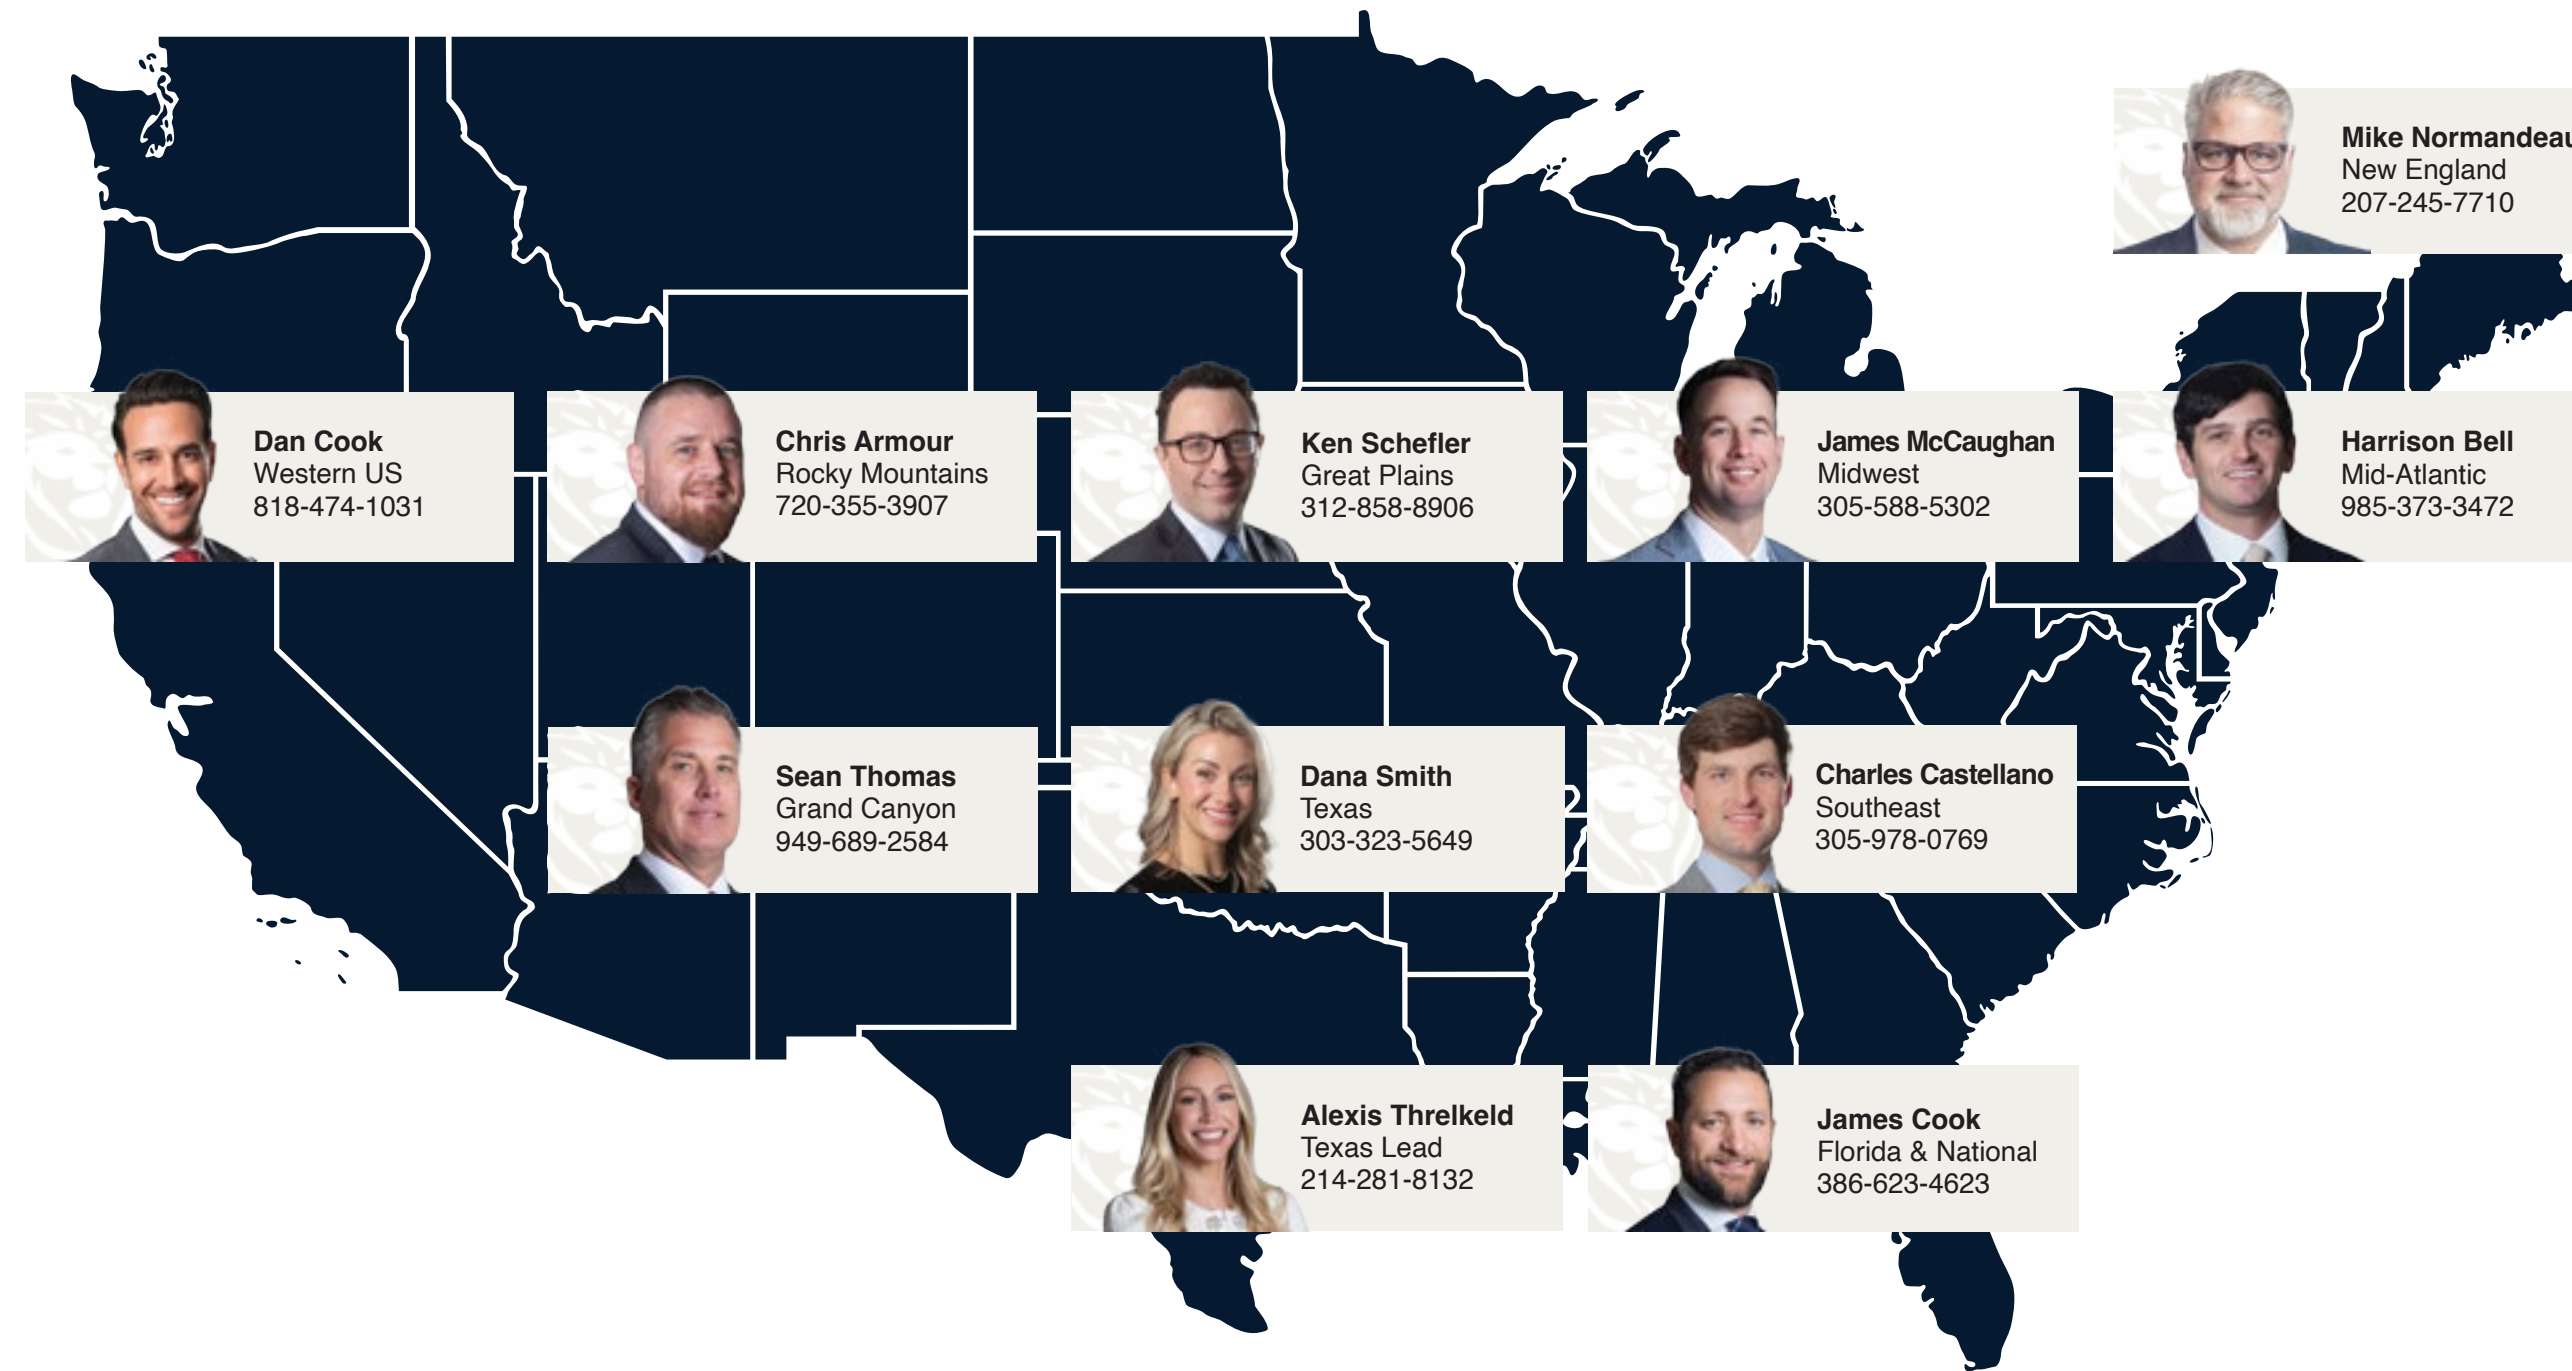 Mike Normandeau
New England
207-245-7710
Dan Cook
Western US
818-474-1031
Chris Armour
Rocky Mountains
720-355-3907
Ken Schefler
Great Plains
312-858-8906
James McCaughan
Midwest
305-588-5302
Harrison Bell
Mid-Atlantic
985-373-3472
Sean Thomas
Grand Canyon
949-689-2584
Dana Smith
Texas
303-323-5649
Charles Castellano
Southeast
305-978-0769
Alexis Threlkeld
Texas Lead
214-281-8132
James Cook
Florida & National
386-623-4623